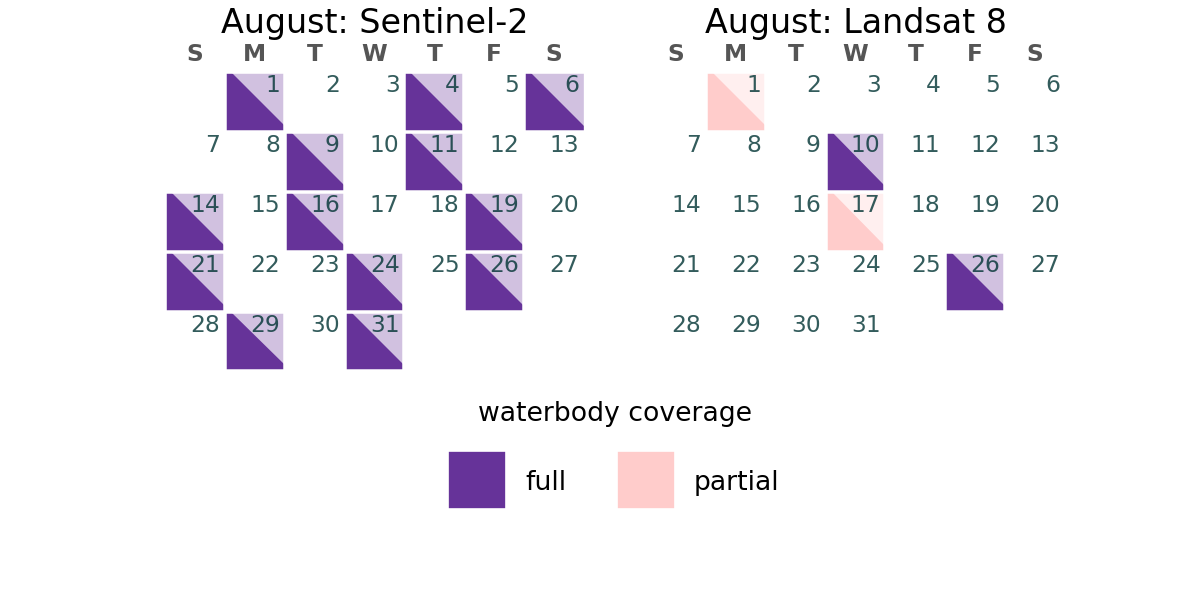 August: Sentinel-2
S M T W T F S
1 2 3 4 5 6
7 8 9 10 11 12 13
14 15 16 17 18 19 20
21 22 23 24 25 26 27
28 29 30 31
August: Landsat 8
S M T W T F S
1 2 3 4 5 6
7 8 9 10 11 12 13
14 15 16 17 18 19 20
21 22 23 24 25 26 27
28 29 30 31
waterbody coverage
full partial